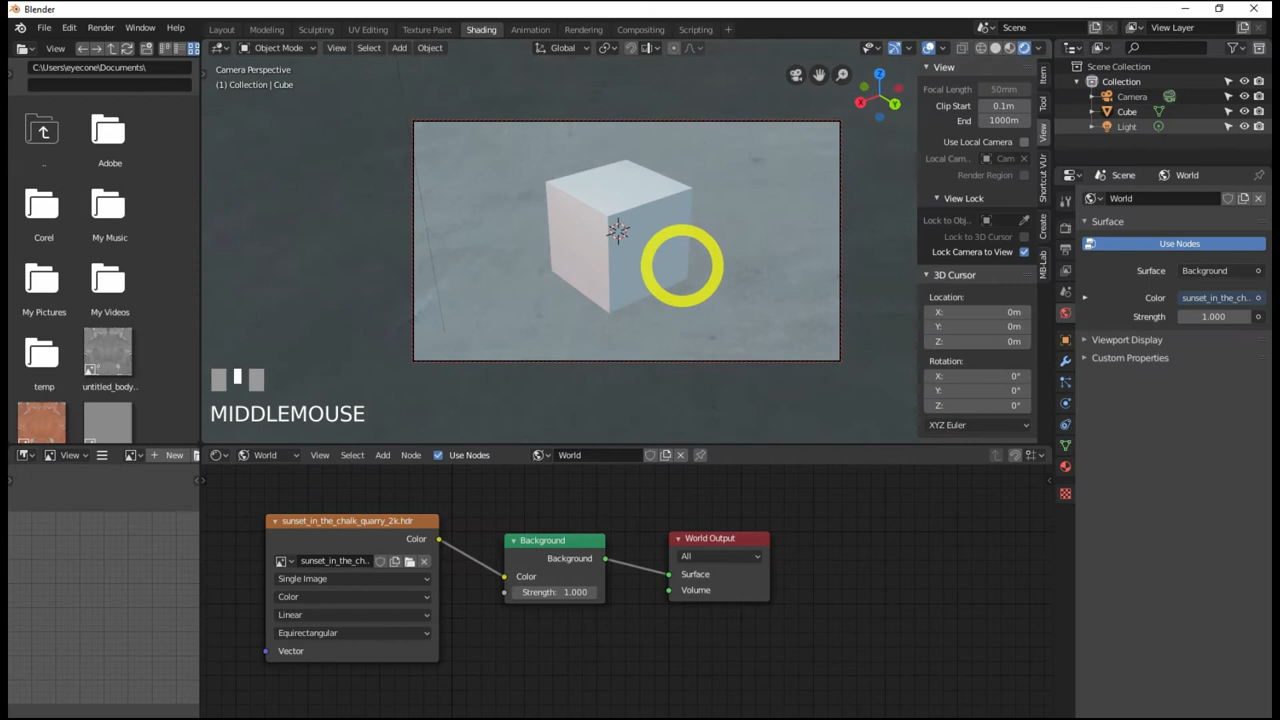 Blender
File Edit Render Window Help
Layout Modeling Sculpting UV Editing Texture Paint Shading Animation Rendering Compositing Scripting +
Scene
View Layer
View
Object Mode View Select Add Object Global
C:\Users\eyecone\Documents\
..
Adobe
Corel
My Music
My Pictures
My Videos
temp
untitled_body..
Camera Perspective
(1) Collection | Cube
Z
X
Y
MIDDLEMOUSE
View
Focal Length 50mm
Clip Start 0.1m
End 1000m
Use Local Camera
Local Cam.. Cam
Render Region
View Lock
Lock to Obj..
Lock to 3D Cursor
Lock Camera to View
3D Cursor
Location:
X: 0m
Y: 0m
Z: 0m
Rotation:
X: 0°
Y: 0°
Z: 0°
XYZ Euler
Item
Tool
View
Shortcut VUr
Create
MB-Lab
Scene Collection
Collection
Camera
Cube
Light
Scene World
World
Surface
Use Nodes
Surface Background
Color sunset_in_the_ch..
Strength 1.000
Viewport Display
Custom Properties
View New
World View Select Add Node Use Nodes World
sunset_in_the_chalk_quarry_2k.hdr
Color
sunset_in_the_ch..
Single Image
Color
Linear
Equirectangular
Vector
Background
Background
Color
Strength: 1.000
World Output
All
Surface
Volume